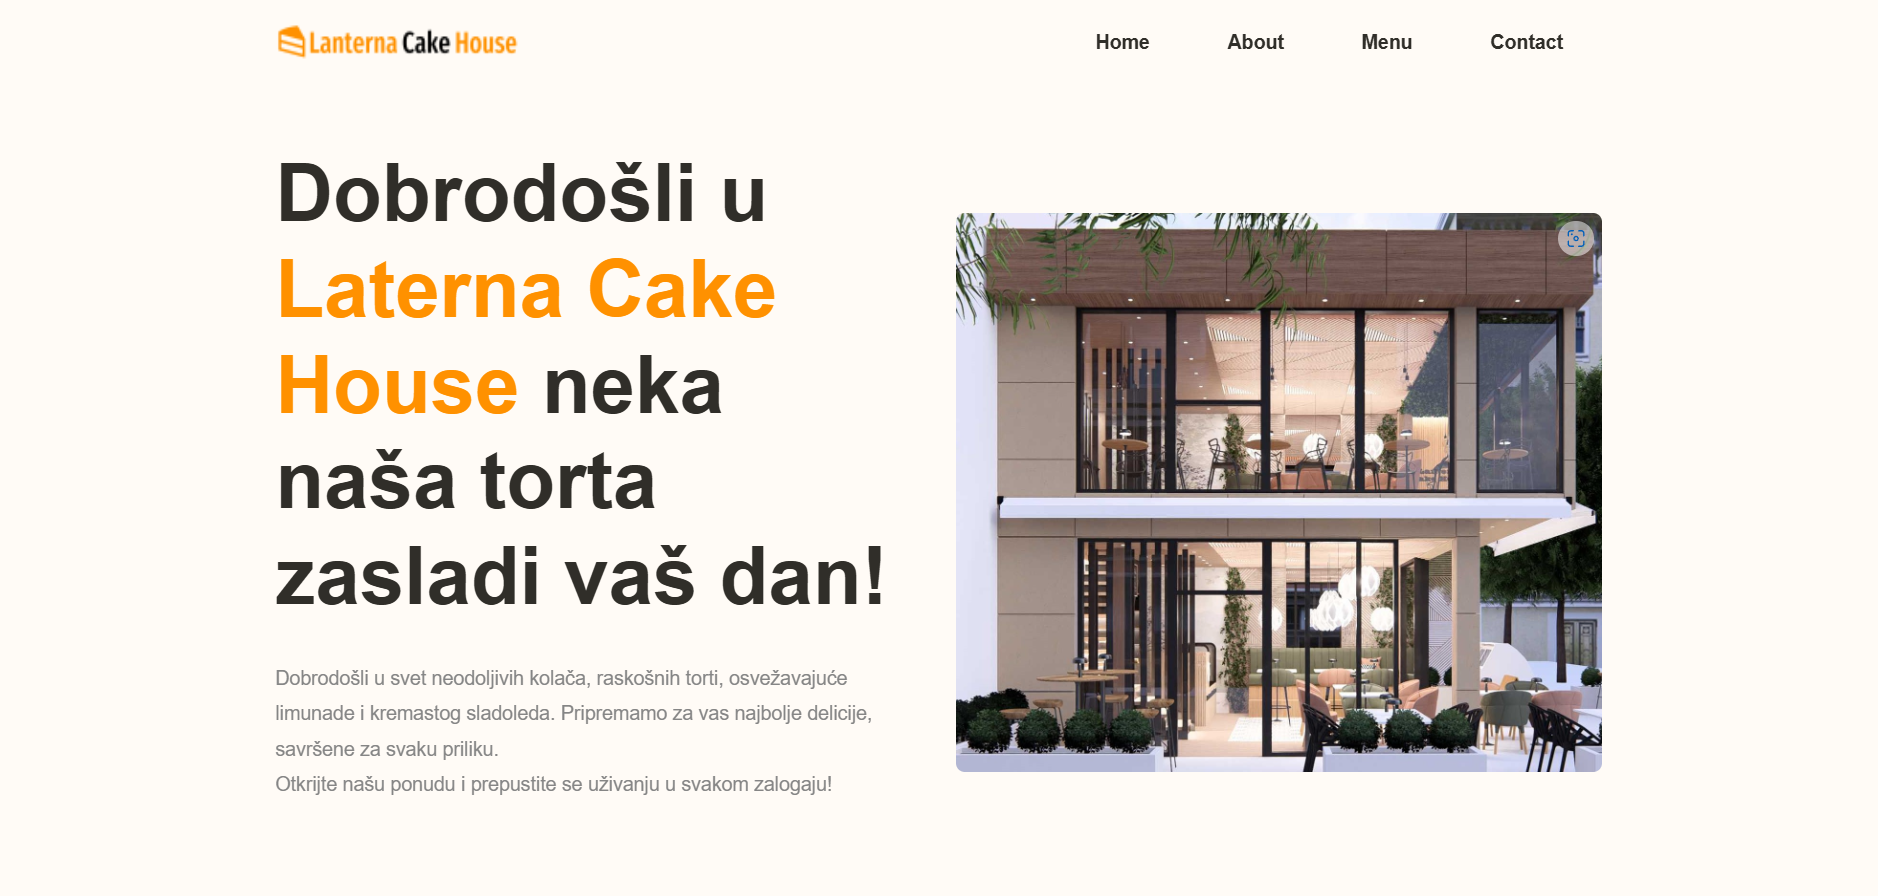 Lanterna Cake House
Home
About
Menu
Contact
Dobrodošli u
Laterna Cake
House neka
naša torta
zasladi vaš dan!
Dobrodošli u svet neodoljivih kolača, raskošnih torti, osvežavajuće
limunade i kremastog sladoleda. Pripremamo za vas najbolje delicije,
savršene za svaku priliku.
Otkrijte našu ponudu i prepustite se uživanju u svakom zalogaju!